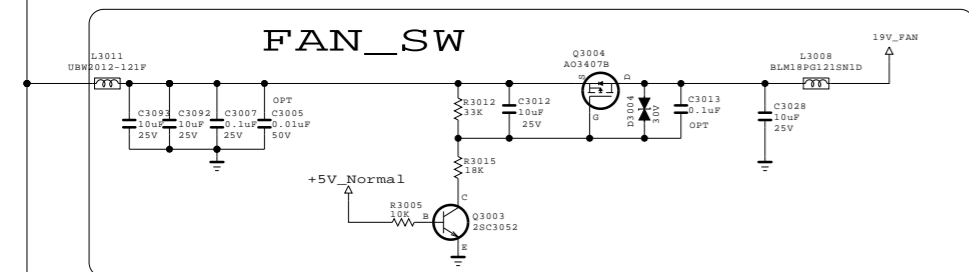 FAN_SW
L3011
UBW2012-121F
C3093
10uF
25V
C3092
10uF
25V
C3007
0.1uF
25V
OPT
C3005
0.01uF
50V
R3012
33K
C3012
10uF
25V
Q3004
AO3407B
S
D
G
D3004
30V
C3013
0.1uF
OPT
L3008
BLM18PG121SN1D
19V_FAN
C3028
10uF
25V
R3015
18K
+5V_Normal
R3005
10K
B
C
Q3003
2SC3052
E